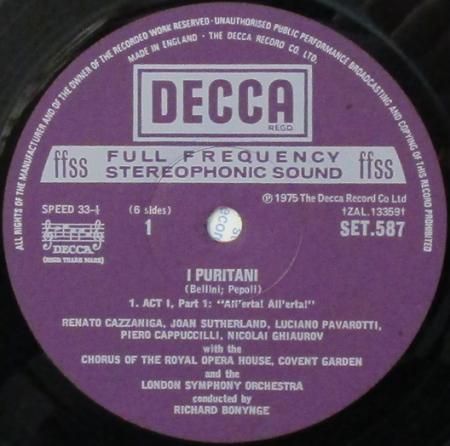 ALL RIGHTS OF THE MANUFACTURER AND OF THE OWNER OF THE RECORDED WORK RESERVED · UNAUTHORISED PUBLIC PERFORMANCE BROADCASTING AND COPYING OF THIS RECORD PROHIBITED
MADE IN ENGLAND · THE DECCA RECORD CO. LTD.
DECCA
REGD
ffss FULL FREQUENCY STEREOPHONIC SOUND ffss
℗ 1975 The Decca Record Co Ltd
SPEED 33-⅓ (6 sides) †ZAL.13359†
1 SET.587
DECCA
(REGD. TRADE MARK)
I PURITANI
(Bellini; Pepoli)
1. ACT I, Part 1: "All'erta! All'erta!"
RENATO CAZZANIGA, JOAN SUTHERLAND, LUCIANO PAVAROTTI,
PIERO CAPPUCCILLI, NICOLAI GHIAUROV
with the
CHORUS OF THE ROYAL OPERA HOUSE, COVENT GARDEN
and the
LONDON SYMPHONY ORCHESTRA
conducted by
RICHARD BONYNGE